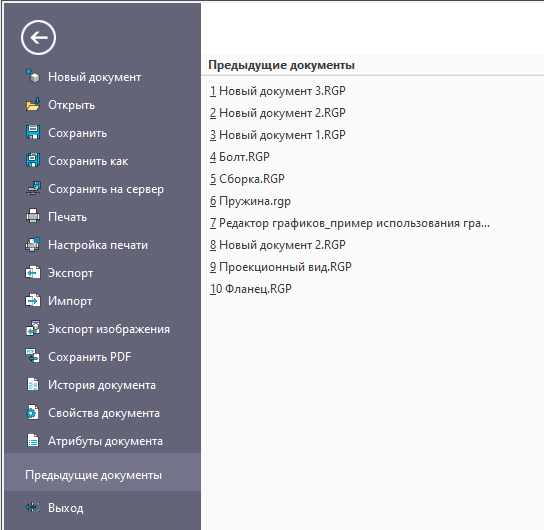 Новый документ
Открыть
Сохранить
Сохранить как
Сохранить на сервер
Печать
Настройка печати
Экспорт
Импорт
Экспорт изображения
Сохранить PDF
История документа
Свойства документа
Атрибуты документа
Предыдущие документы
Выход
Предыдущие документы
1 Новый документ 3.RGP
2 Новый документ 2.RGP
3 Новый документ 1.RGP
4 Болт.RGP
5 Сборка.RGP
6 Пружина.rgp
7 Редактор графиков_пример использования гра...
8 Новый документ 2.RGP
9 Проекционный вид.RGP
10 Фланец.RGP